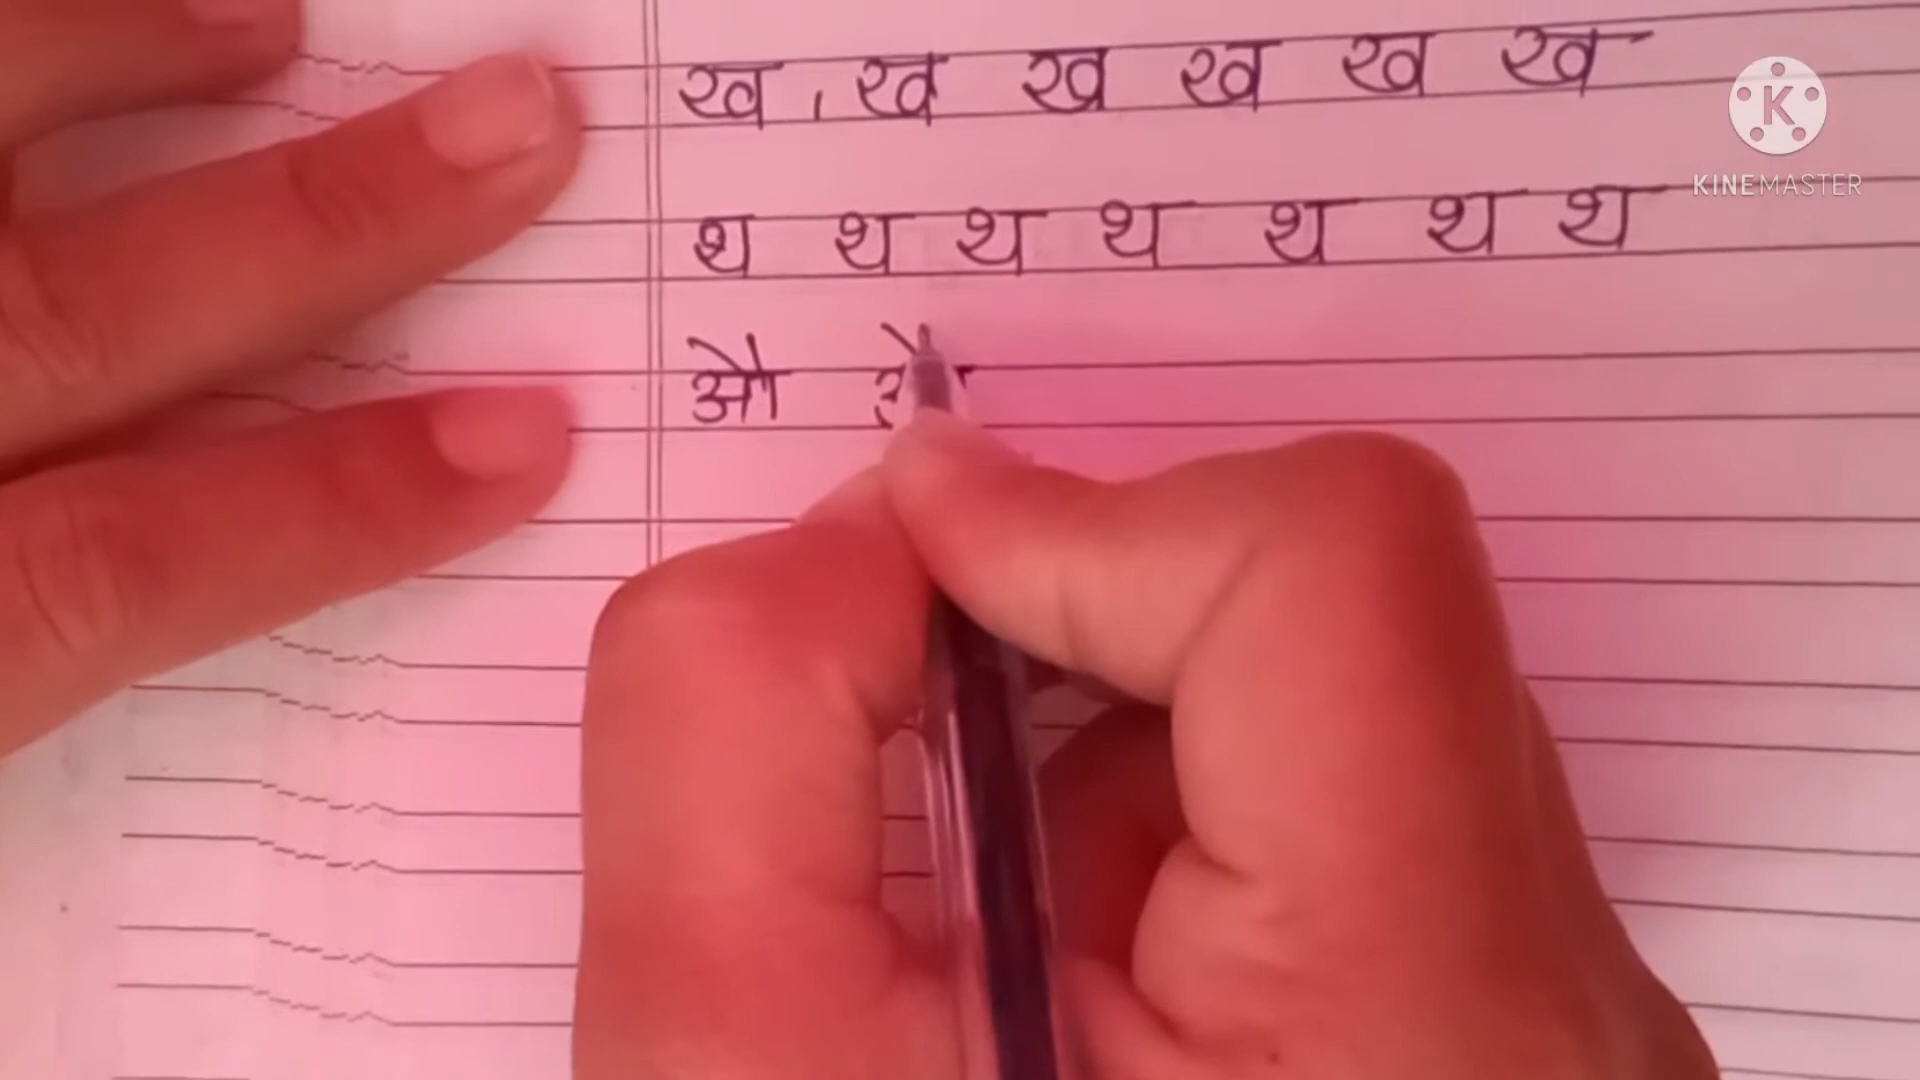 ख , ख ख ख ख ख
थ थ थ थ थ थ थ
ओ
KINEMASTER